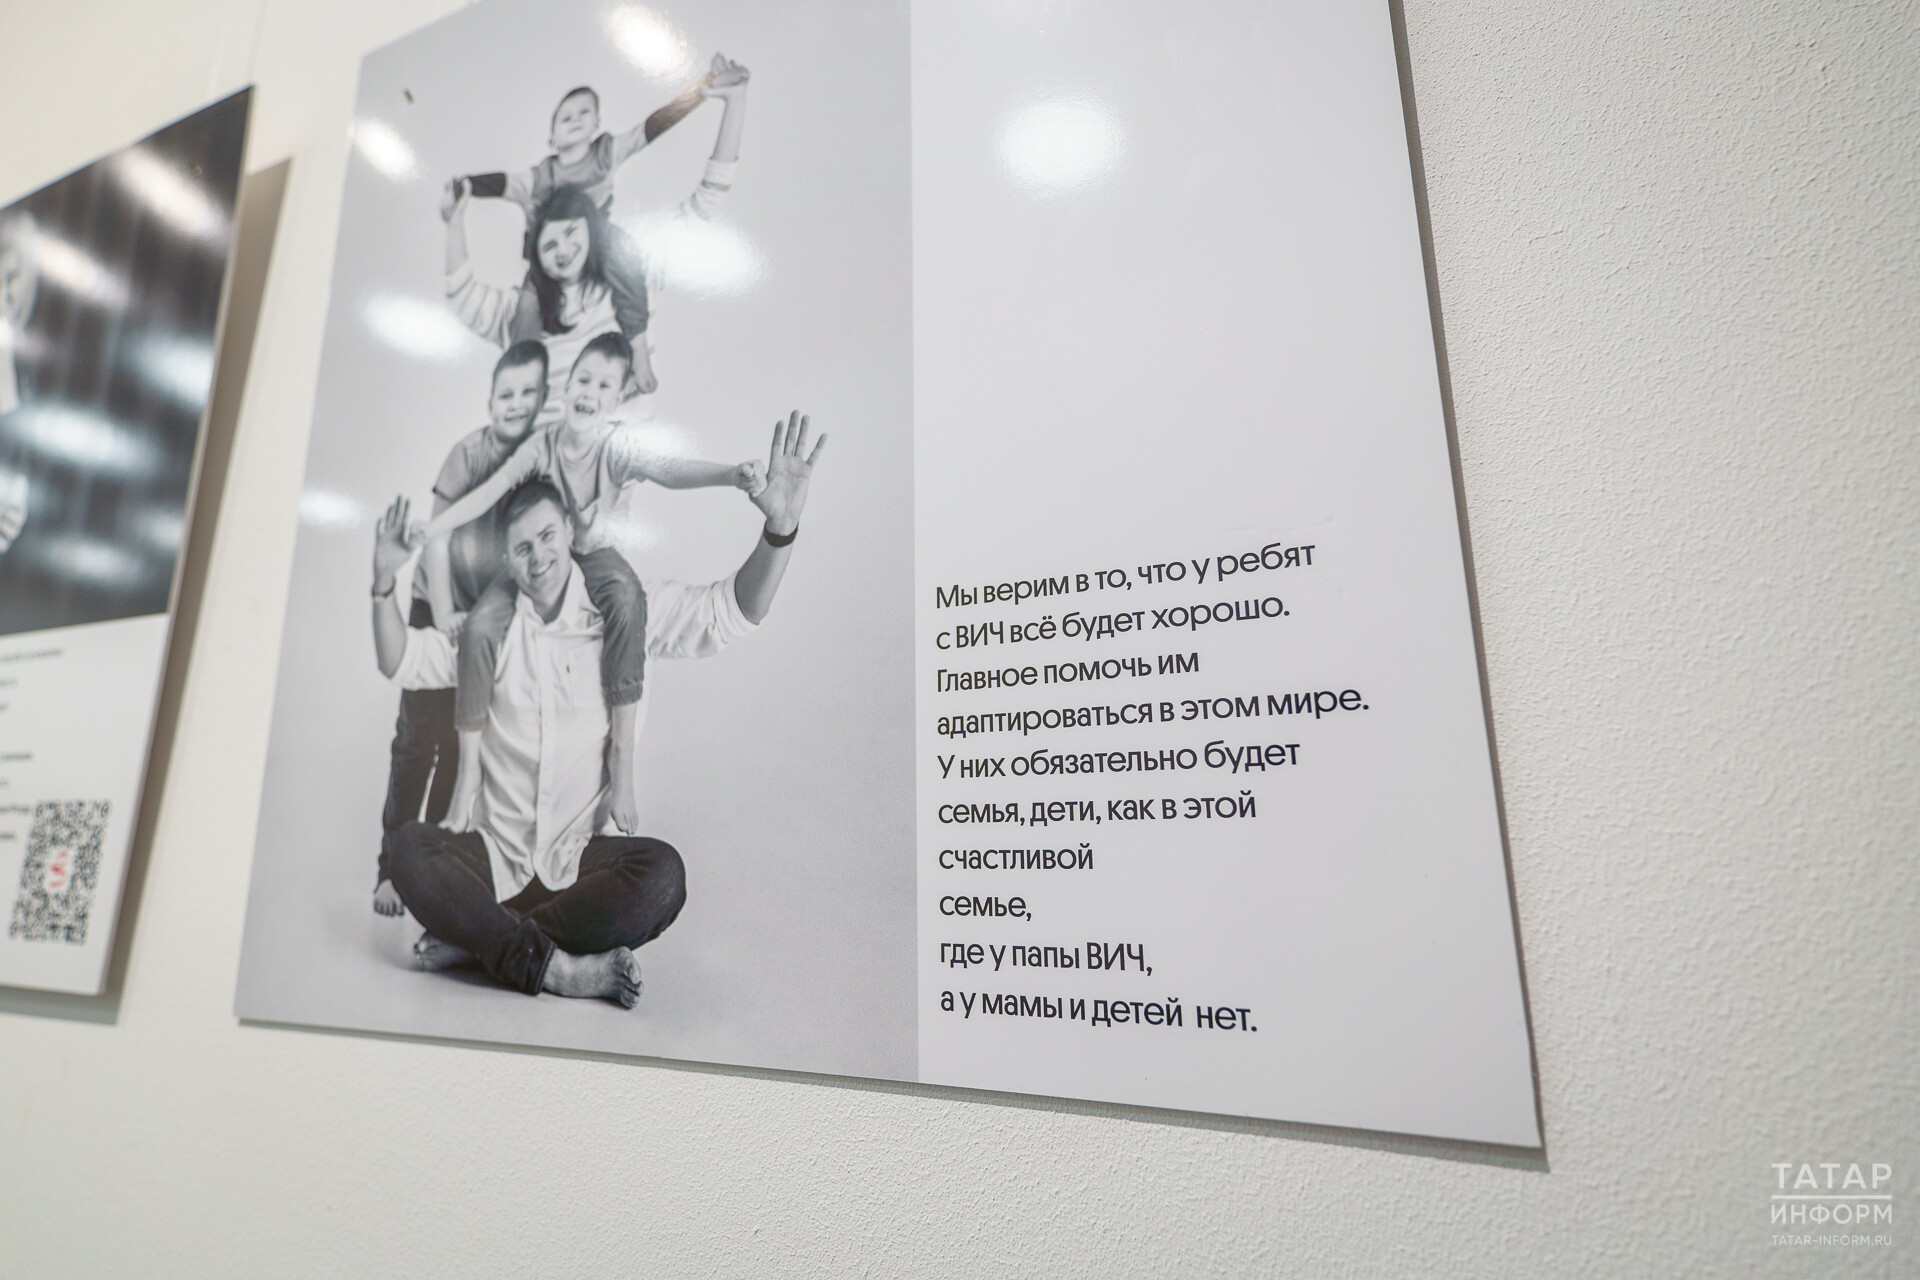 Мы верим в то, что у ребят
с ВИЧ всё будет хорошо.
Главное помочь им
адаптироваться в этом мире.
У них обязательно будет
семья, дети, как в этой
счастливой
семье,
где у папы ВИЧ,
а у мамы и детей нет.
ТАТАР
ИНФОРМ
TATAR-INFORM.RU